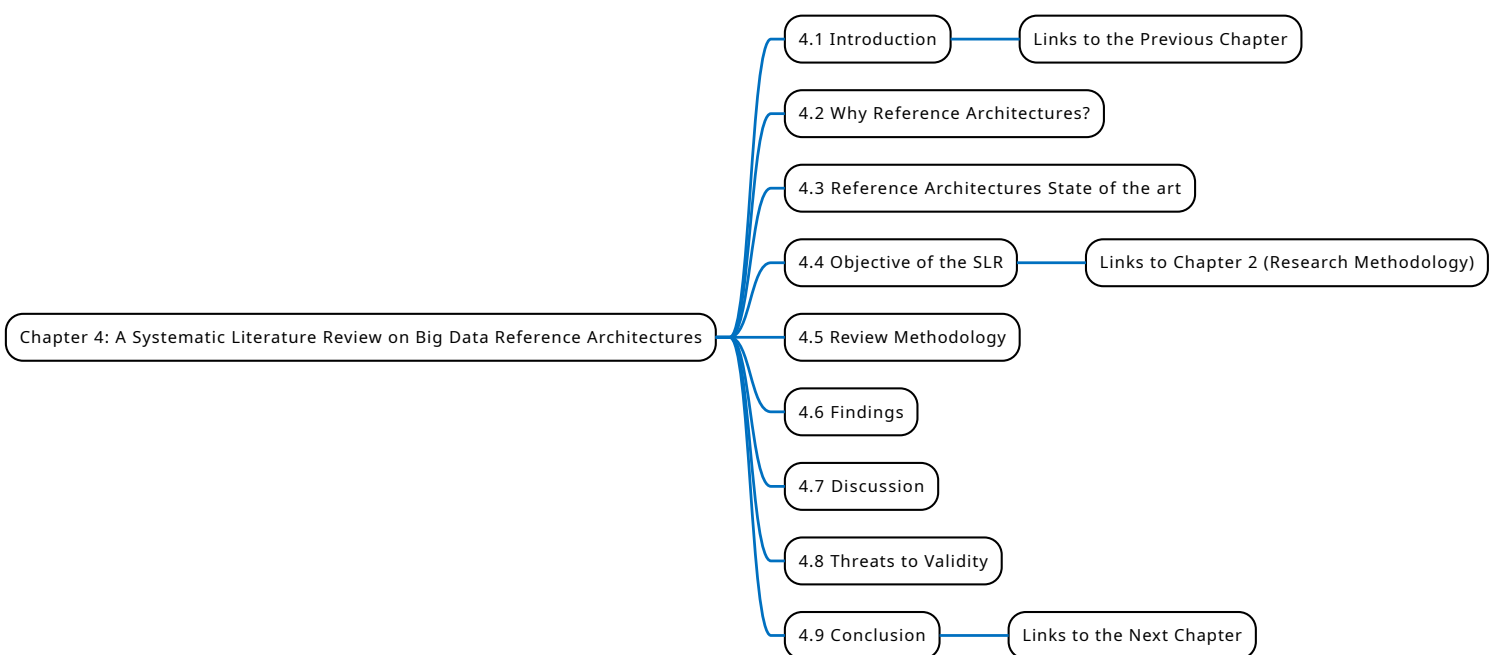 4.1 Introduction
Links to the Previous Chapter
4.2 Why Reference Architectures?
4.3 Reference Architectures State of the art
4.4 Objective of the SLR
Links to Chapter 2 (Research Methodology)
Chapter 4: A Systematic Literature Review on Big Data Reference Architectures
4.5 Review Methodology
4.6 Findings
4.7 Discussion
4.8 Threats to Validity
4.9 Conclusion
Links to the Next Chapter